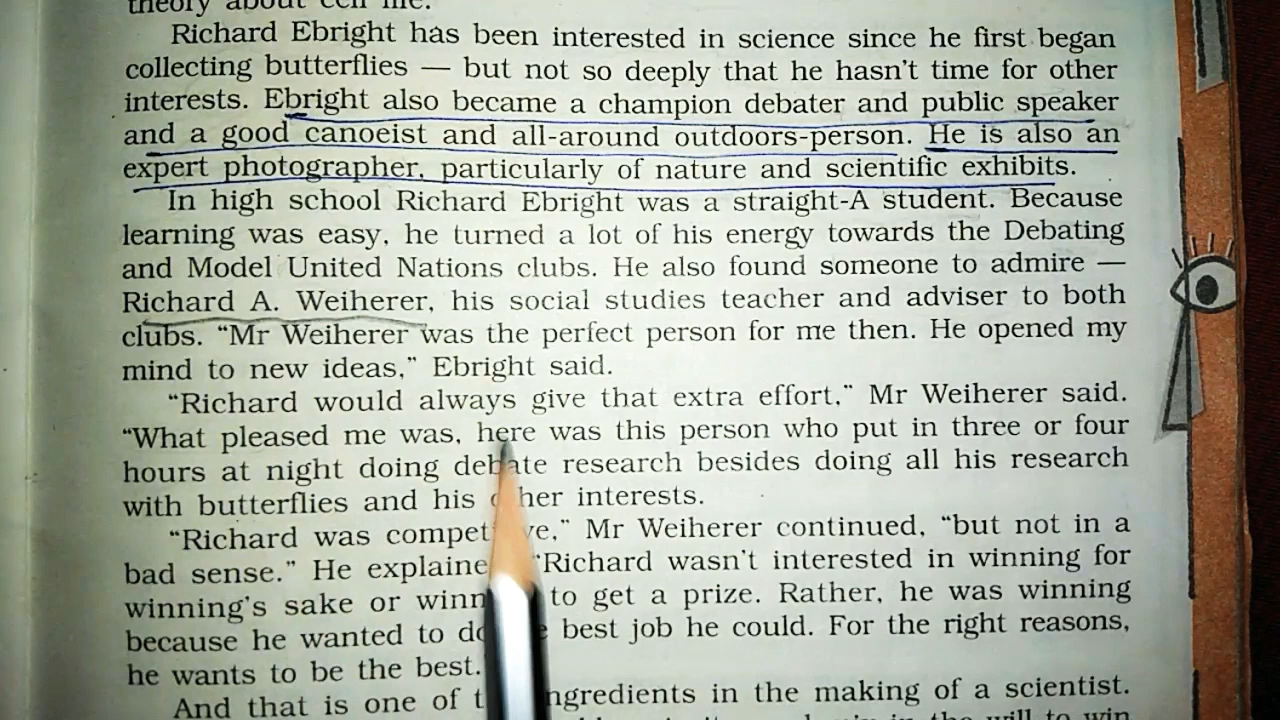 theory about cell life.
Richard Ebright has been interested in science since he first began
collecting butterflies — but not so deeply that he hasn't time for other
interests. Ebright also became a champion debater and public speaker
and a good canoeist and all-around outdoors-person. He is also an
expert photographer, particularly of nature and scientific exhibits.
In high school Richard Ebright was a straight-A student. Because
learning was easy, he turned a lot of his energy towards the Debating
and Model United Nations clubs. He also found someone to admire —
Richard A. Weiherer, his social studies teacher and adviser to both
clubs. “Mr Weiherer was the perfect person for me then. He opened my
mind to new ideas,” Ebright said.
“Richard would always give that extra effort,” Mr Weiherer said.
“What pleased me was, here was this person who put in three or four
hours at night doing debate research besides doing all his research
with butterflies and his other interests.
“Richard was competitive,” Mr Weiherer continued, “but not in a
bad sense.” He explained, “Richard wasn't interested in winning for
winning's sake or winning to get a prize. Rather, he was winning
because he wanted to do the best job he could. For the right reasons,
he wants to be the best.
And that is one of the ingredients in the making of a scientist.
in the will to win